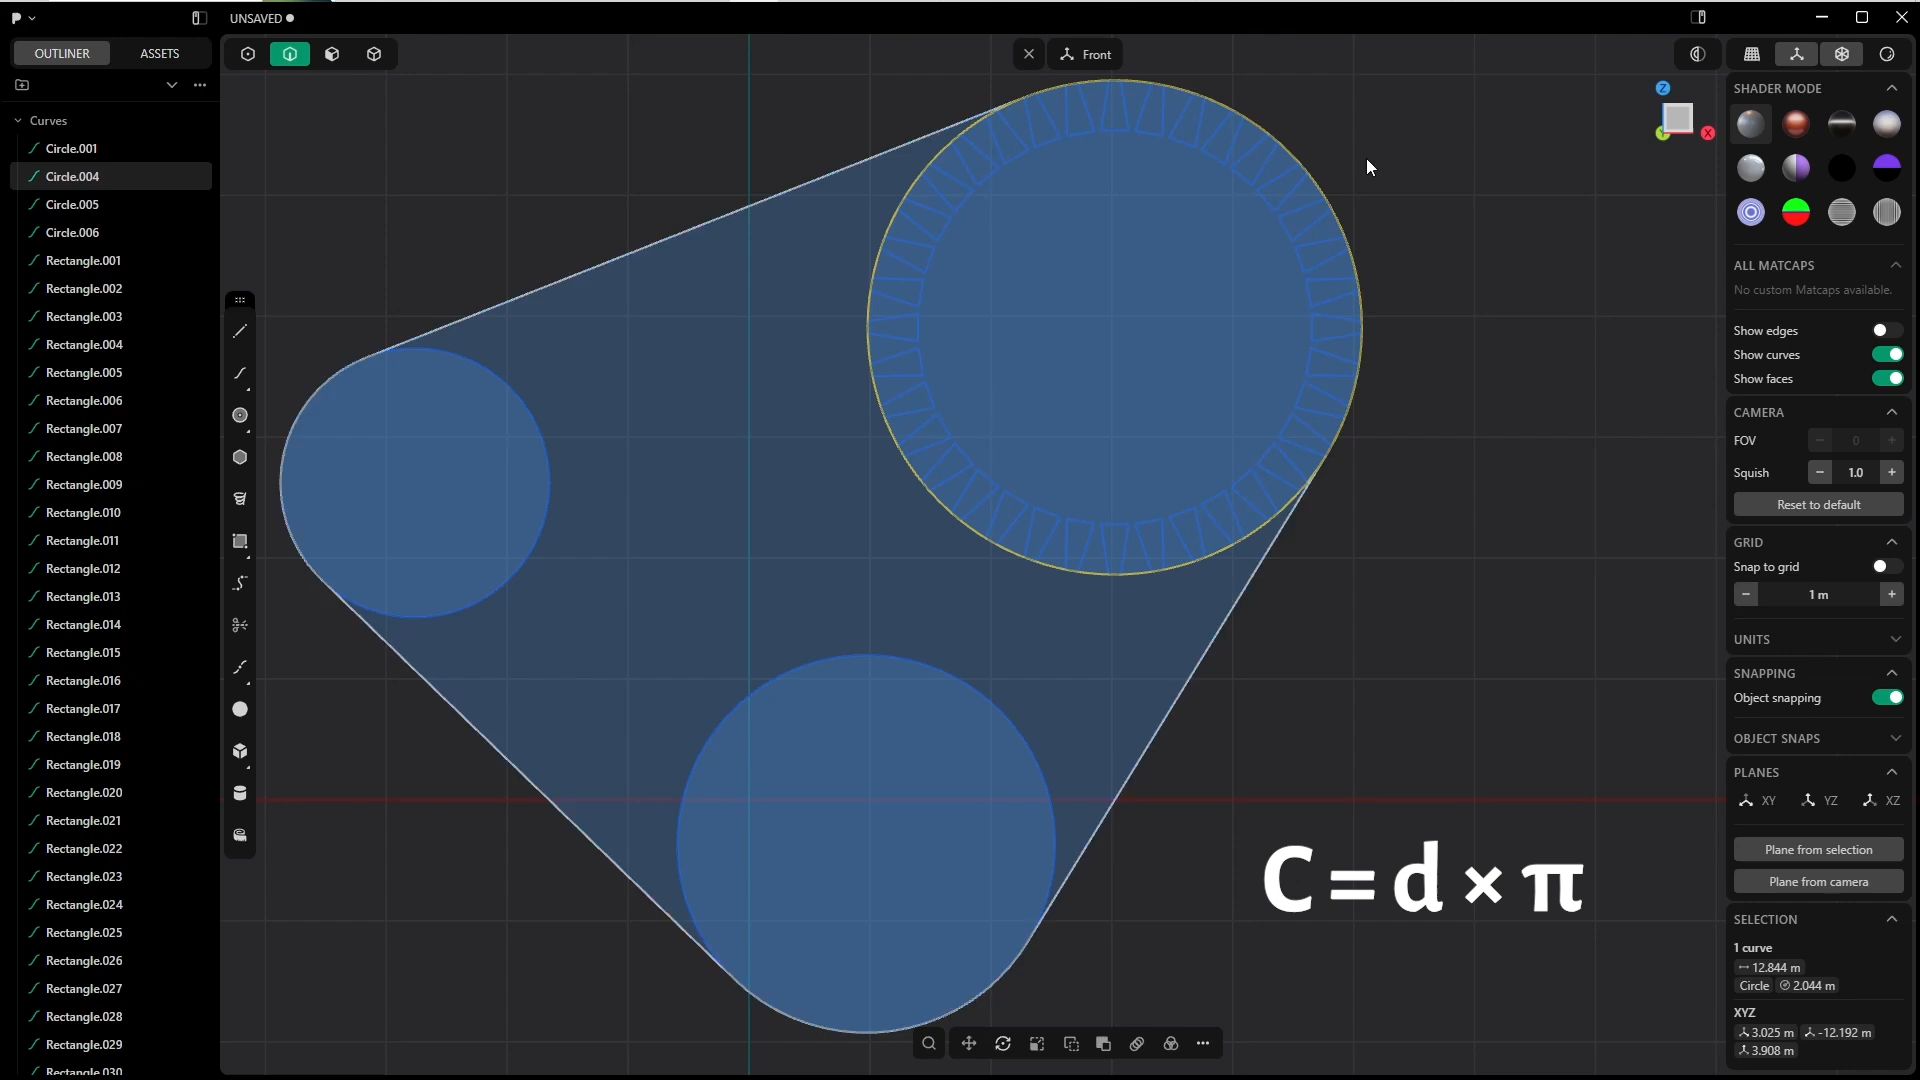 UNSAVED
OUTLINER ASSETS
Curves
Circle.001
Circle.004
Circle.005
Circle.006
Rectangle.001
Rectangle.002
Rectangle.003
Rectangle.004
Rectangle.005
Rectangle.006
Rectangle.007
Rectangle.008
Rectangle.009
Rectangle.010
Rectangle.011
Rectangle.012
Rectangle.013
Rectangle.014
Rectangle.015
Rectangle.016
Rectangle.017
Rectangle.018
Rectangle.019
Rectangle.020
Rectangle.021
Rectangle.022
Rectangle.023
Rectangle.024
Rectangle.025
Rectangle.026
Rectangle.027
Rectangle.028
Rectangle.029
Rectangle.030
Front
Z
Y
X
C = d × π
SHADER MODE
ALL MATCAPS
No custom Matcaps available.
Show edges
Show curves
Show faces
CAMERA
FOV − 0 +
Squish − 1.0 +
Reset to default
GRID
Snap to grid
− 1 m +
UNITS
SNAPPING
Object snapping
OBJECT SNAPS
PLANES
XY YZ XZ
Plane from selection
Plane from camera
SELECTION
1 curve
12.844 m
Circle 2.044 m
XYZ
3.025 m -12.192 m
3.908 m